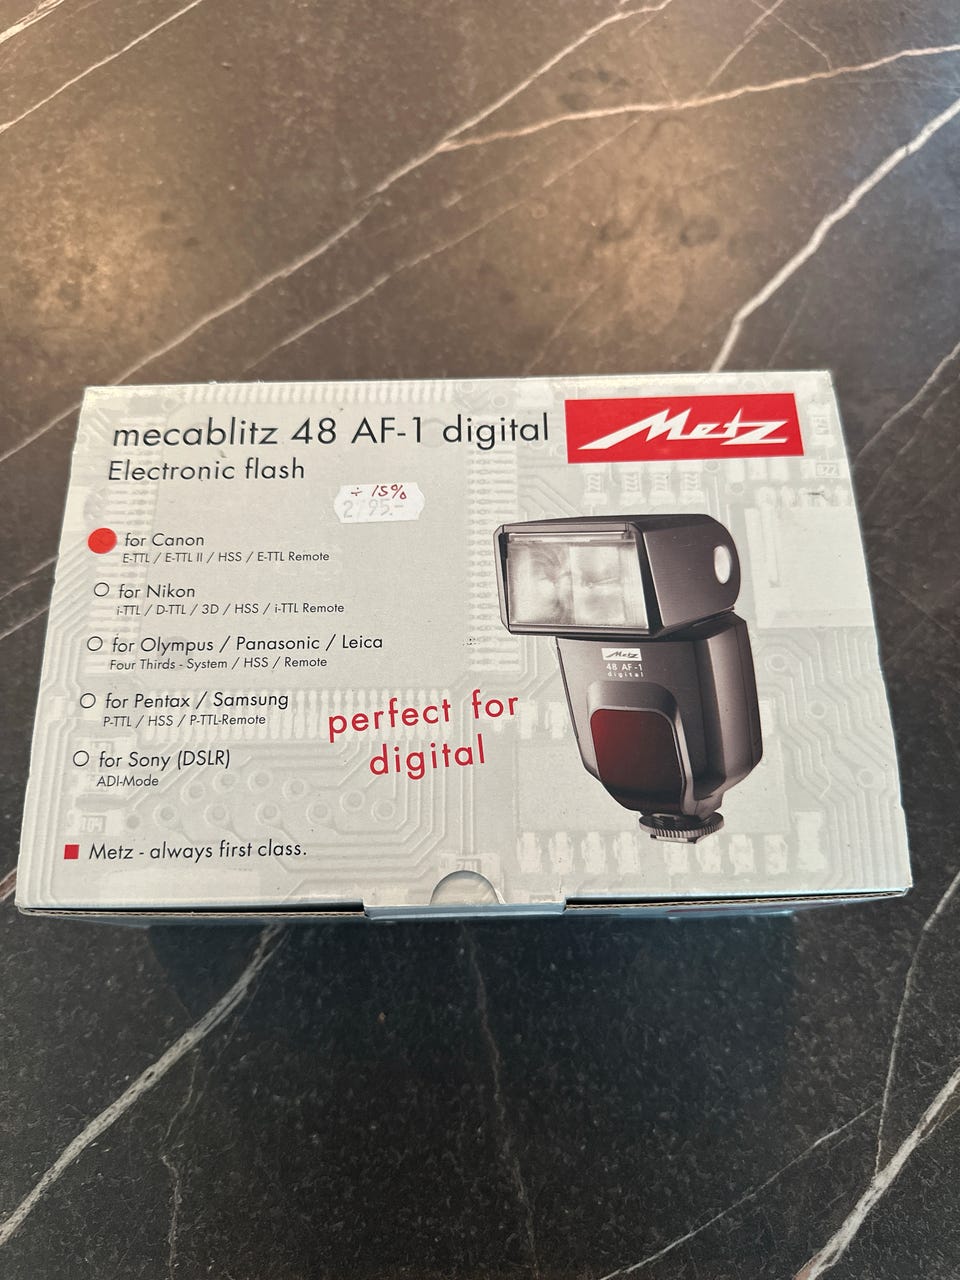 mecablitz 48 AF-1 digital
Metz
Electronic flash
÷ 15%
2795.-
for Canon
E-TTL / E-TTL II / HSS / E-TTL Remote
for Nikon
i-TTL / D-TTL / 3D / HSS / i-TTL Remote
for Olympus / Panasonic / Leica
Four Thirds - System / HSS / Remote
for Pentax / Samsung
P-TTL / HSS / P-TTL-Remote
for Sony (DSLR)
ADI-Mode
perfect for
digital
Metz
48 AF-1
digital
Metz - always first class.